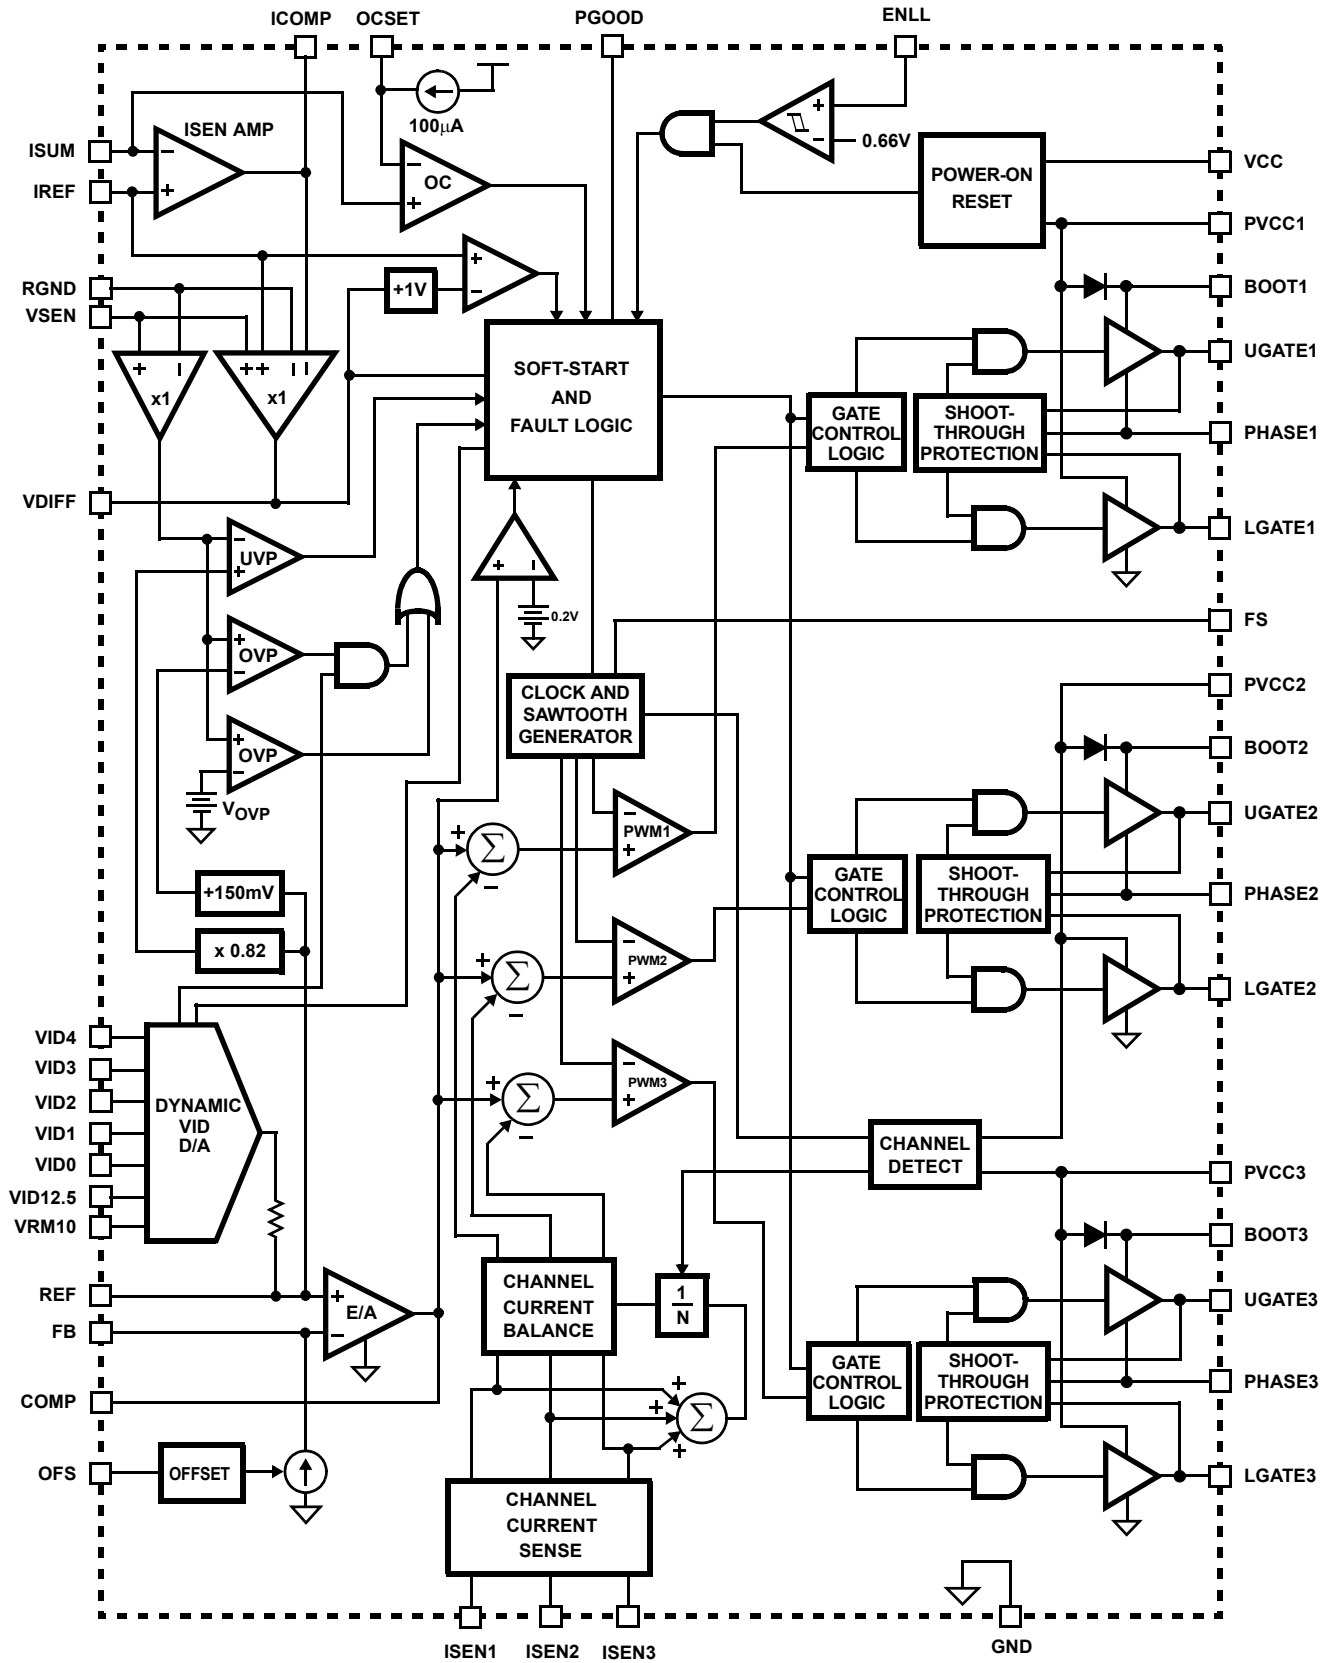 ICOMP OCSET PGOOD ENLL
100µA
ISEN AMP
ISUM
IREF
− +
OC
− +
+ −
0.66V
POWER-ON
RESET
VCC
PVCC1
RGND
VSEN
+1V
+ −
BOOT1
UGATE1
+ −
x1
+ + − −
x1
SOFT-START
AND
FAULT LOGIC
GATE
CONTROL
LOGIC
SHOOT-
THROUGH
PROTECTION
PHASE1
LGATE1
VDIFF
− +
UVP
+ −
0.2V
+ −
OVP
+ −
OVP
VOVP
FS
PVCC2
CLOCK AND
SAWTOOTH
GENERATOR
BOOT2
UGATE2
+ −
Σ
− +
PWM1
+150mV
x 0.82
GATE
CONTROL
LOGIC
SHOOT-
THROUGH
PROTECTION
PHASE2
LGATE2
+ −
Σ
− +
PWM2
VID4
VID3
VID2
VID1
VID0
VID12.5
VRM10
DYNAMIC
VID
D/A
+ −
Σ
− +
PWM3
CHANNEL
DETECT
PVCC3
BOOT3
UGATE3
REF
FB
+ −
E/A
CHANNEL
CURRENT
BALANCE
1
N
GATE
CONTROL
LOGIC
SHOOT-
THROUGH
PROTECTION
PHASE3
LGATE3
COMP
+ + +
Σ
OFS
OFFSET
CHANNEL
CURRENT
SENSE
ISEN1 ISEN2 ISEN3
GND